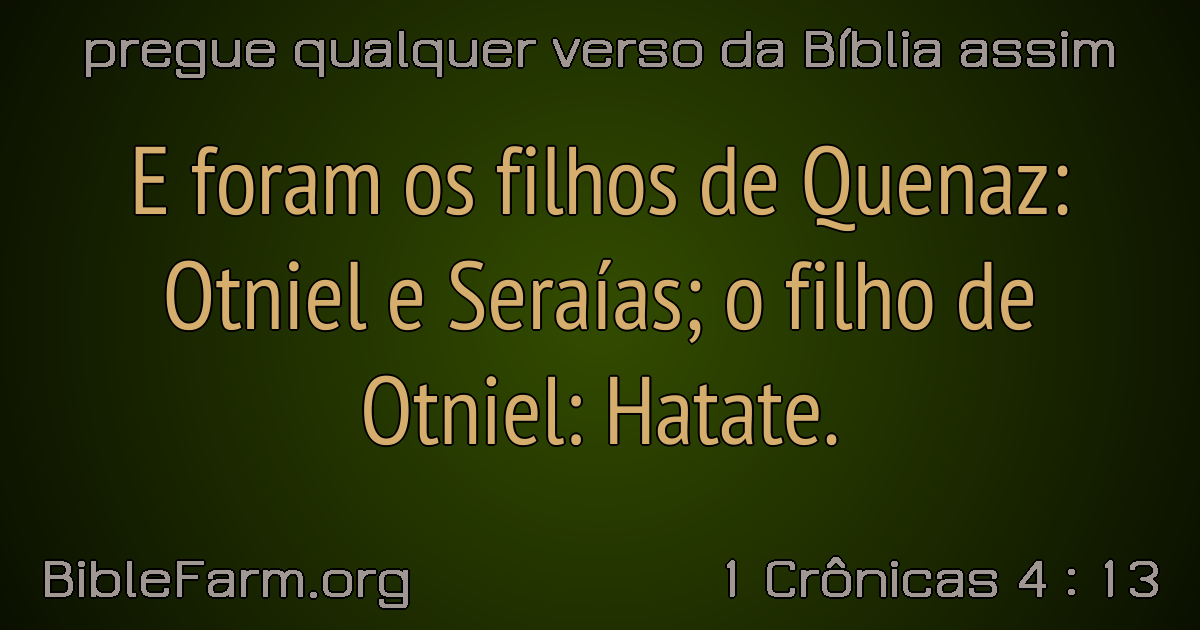 pregue qualquer verso da Bíblia assim
E foram os filhos de Quenaz:
Otniel e Seraías; o filho de
Otniel: Hatate.
BibleFarm.org
1 Crônicas 4 : 13